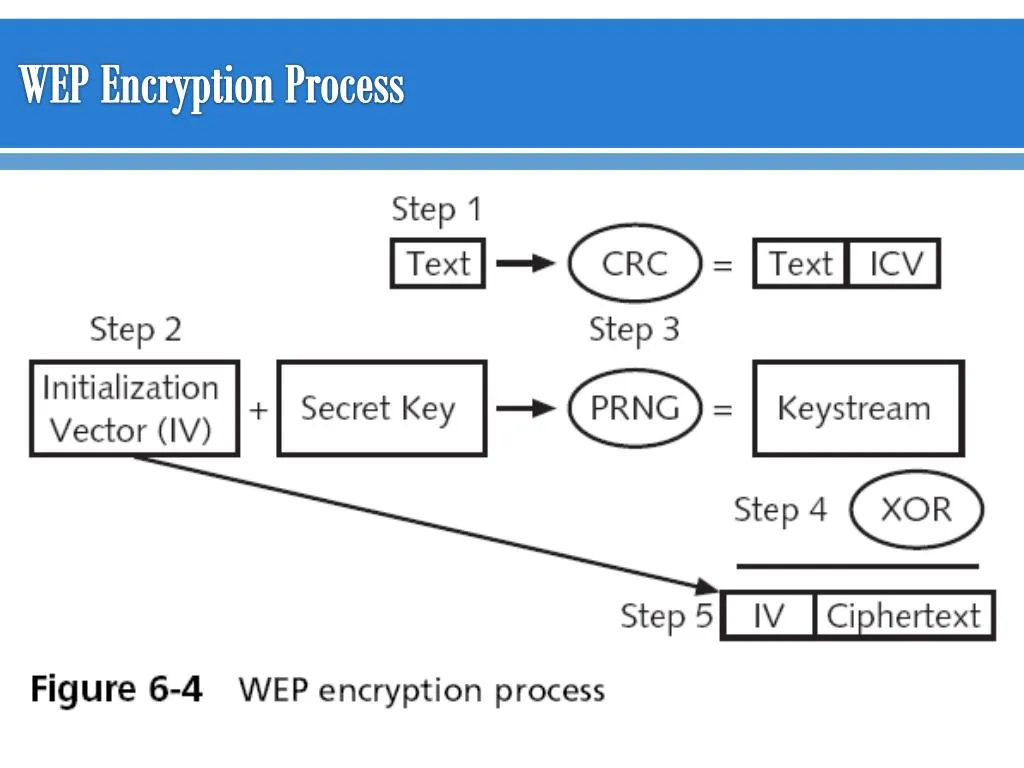 WEP Encryption Process
Step 1
Text
CRC
=
Text
ICV
Step 2
Initialization
Vector (IV)
+
Secret Key
Step 3
PRNG
=
Keystream
Step 4
XOR
Step 5
IV
Ciphertext
Figure 6-4 WEP encryption process